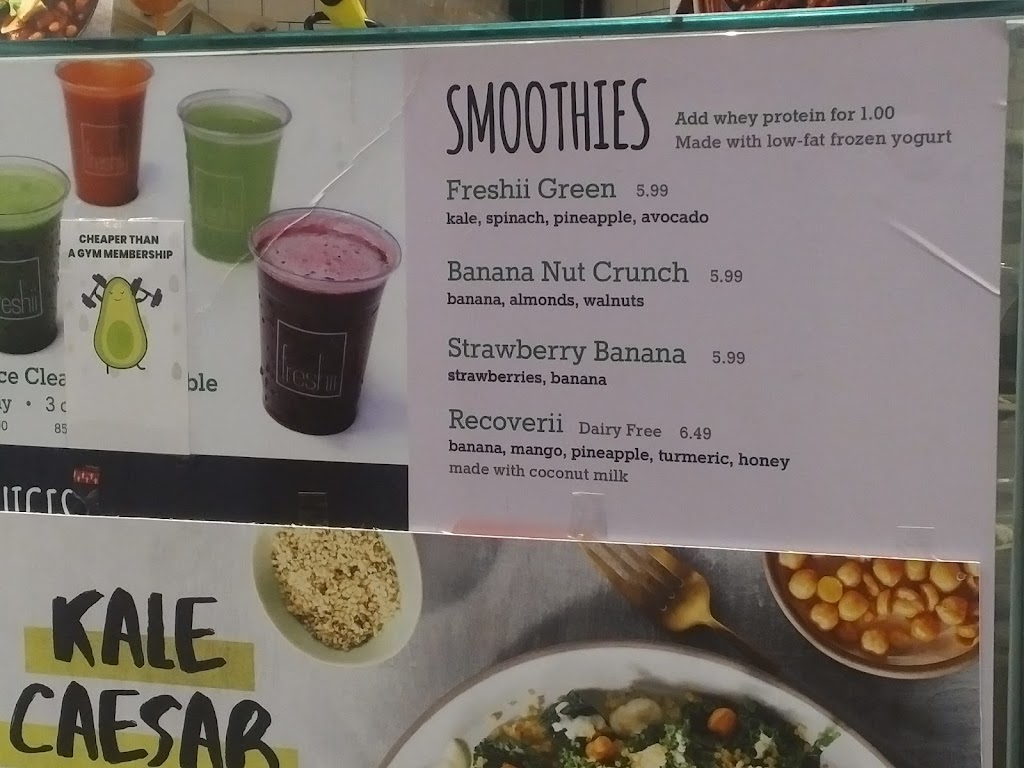 SMOOTHIES
Add whey protein for 1.00
Made with low-fat frozen yogurt
Freshii Green 5.99
kale, spinach, pineapple, avocado
Banana Nut Crunch 5.99
banana, almonds, walnuts
Strawberry Banana 5.99
strawberries, banana
Recoverii Dairy Free 6.49
banana, mango, pineapple, turmeric, honey
made with coconut milk
freshii
freshii
CHEAPER THAN
A GYM MEMBERSHIP
KALE
CAESAR